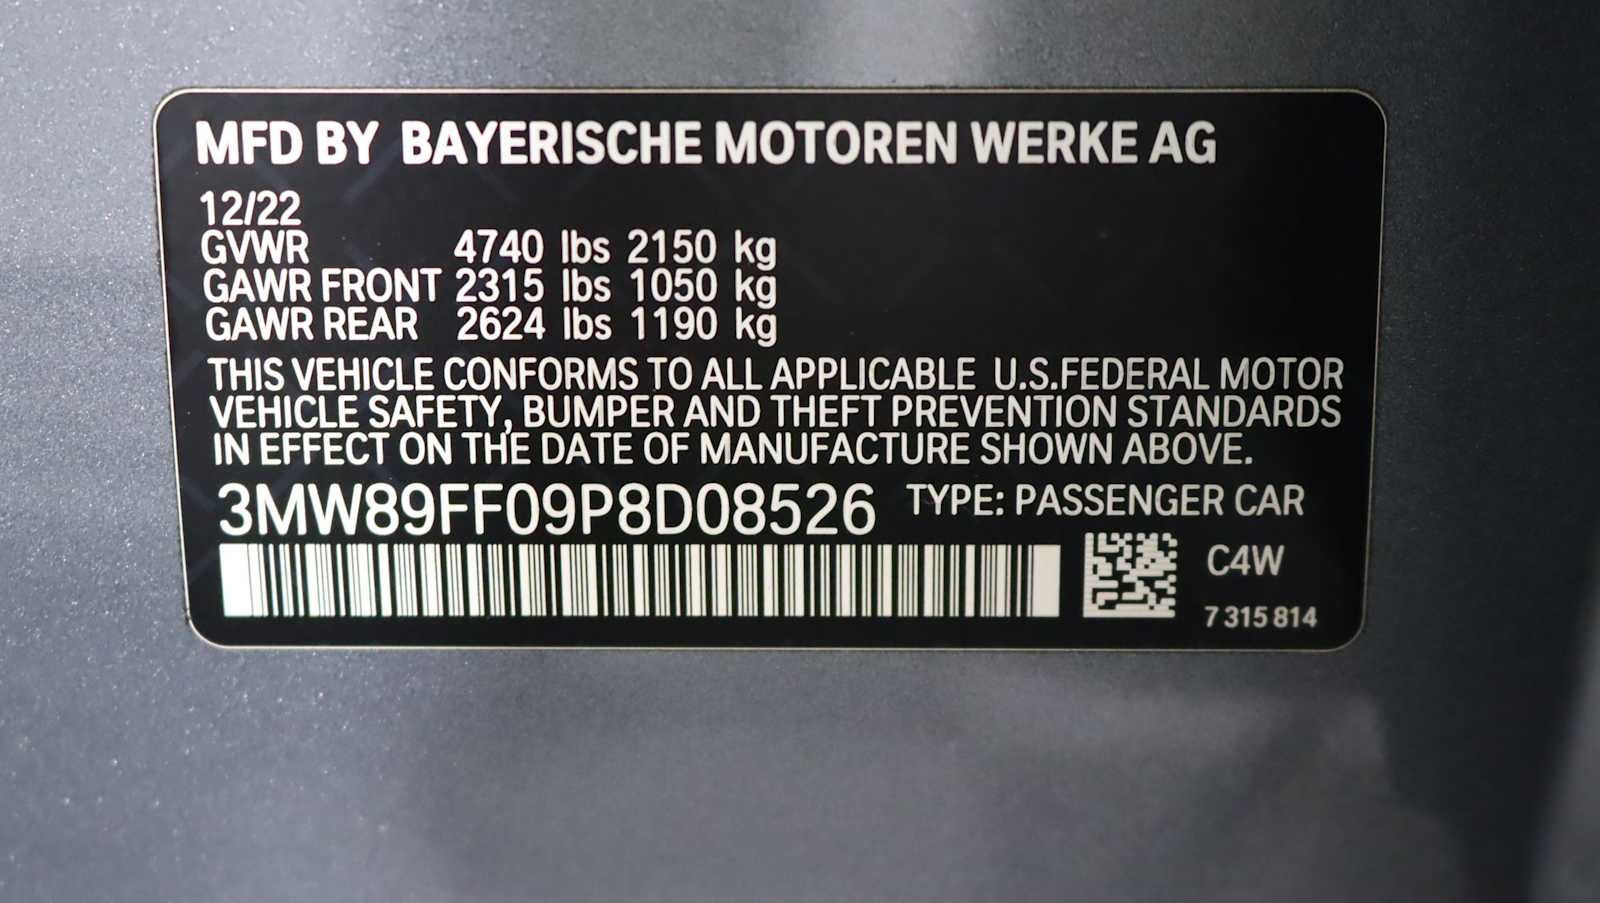 MFD BY BAYERISCHE MOTOREN WERKE AG
12/22
GVWR 4740 lbs 2150 kg
GAWR FRONT 2315 lbs 1050 kg
GAWR REAR 2624 lbs 1190 kg
THIS VEHICLE CONFORMS TO ALL APPLICABLE U.S.FEDERAL MOTOR
VEHICLE SAFETY, BUMPER AND THEFT PREVENTION STANDARDS
IN EFFECT ON THE DATE OF MANUFACTURE SHOWN ABOVE.
3MW89FF09P8D08526 TYPE: PASSENGER CAR
C4W
7 315 814